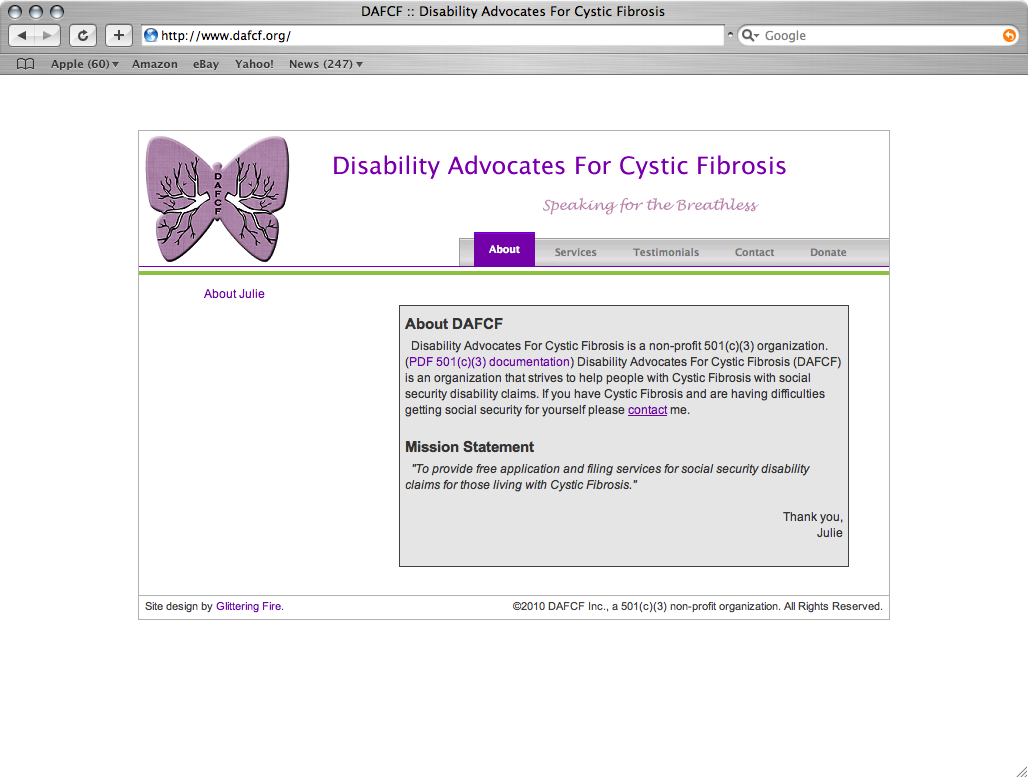 DAFCF :: Disability Advocates For Cystic Fibrosis
http://www.dafcf.org/
Google
Apple (60) Amazon eBay Yahoo! News (247)
DAFCF
Disability Advocates For Cystic Fibrosis
Speaking for the Breathless
About Services Testimonials Contact Donate
About Julie
About DAFCF
Disability Advocates For Cystic Fibrosis is a non-profit 501(c)(3) organization.
(PDF 501(c)(3) documentation) Disability Advocates For Cystic Fibrosis (DAFCF)
is an organization that strives to help people with Cystic Fibrosis with social
security disability claims. If you have Cystic Fibrosis and are having difficulties
getting social security for yourself please contact me.
Mission Statement
"To provide free application and filing services for social security disability
claims for those living with Cystic Fibrosis."
Thank you,
Julie
Site design by Glittering Fire.
©2010 DAFCF Inc., a 501(c)(3) non-profit organization. All Rights Reserved.